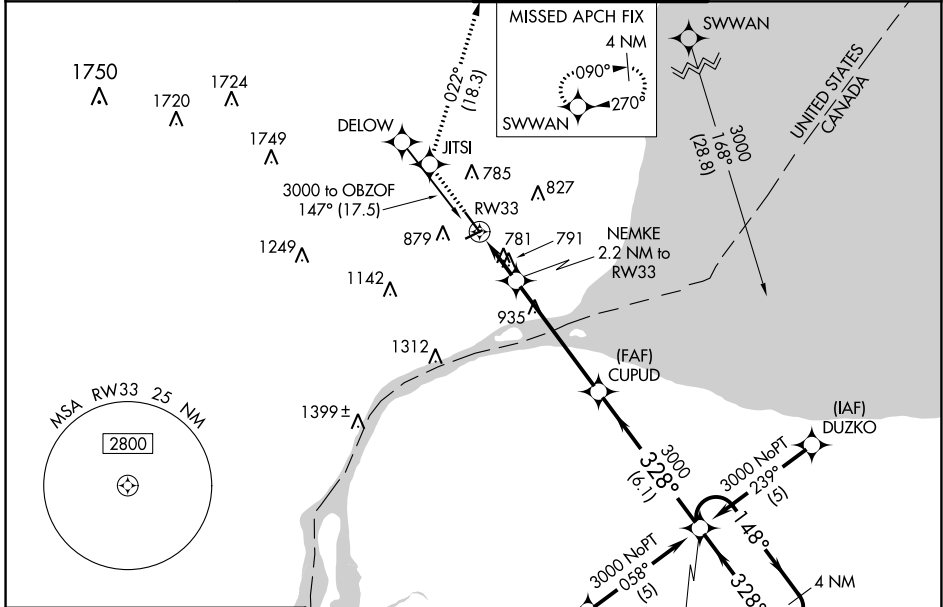 MISSED APCH FIX
4 NM
090°
270°
SWWAN
SWWAN
UNITED STATES
CANADA
3000
168°
(28.8)
022°
(18.3)
1750
1720
1724
1749
DELOW
JITSI
785
827
3000 to OBZOF
147° (17.5)
RW33
879
781
791
NEMKE
2.2 NM to
RW33
1249
1142
935
1312
(FAF)
CUPUD
1399 ±
MSA RW33 25 NM
2800
(IAF)
DUZKO
3000
328°
(6.1)
3000 NoPT
239°
(5)
148°
3000 NoPT
058°
(5)
328°
4 NM